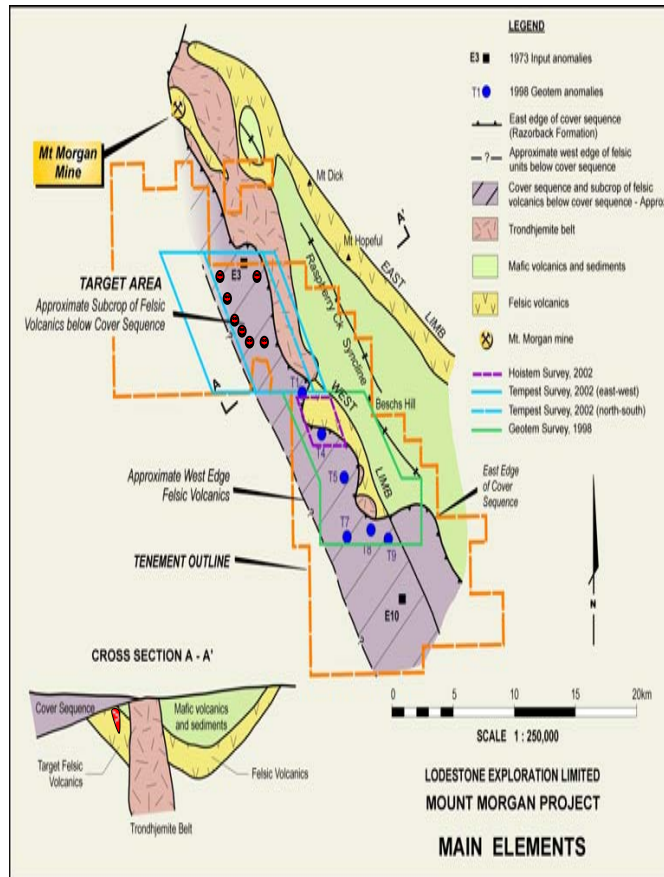 LEGEND
E3 1973 Input anomalies
T1 1998 Geotem anomalies
East edge of cover sequence
(Razorback Formation)
? Approximate west edge of felsic
units below cover sequence
Cover sequence and subcrop of felsic
volcanics below cover sequence - Approx
Trondhjemite belt
Mafic volcanics and sediments
Felsic volcanics
Mt. Morgan mine
Hoistem Survey, 2002
Tempest Survey, 2002 (east-west)
Tempest Survey, 2002 (north-south)
Geotem Survey, 1998
Mt Morgan
Mine
Mt Dick
A'
Mt Hopeful
EAST
LIMB
TARGET AREA
Approximate Subcrop of Felsic
Volcanics below Cover Sequence
E3
Raspberry Ck
Syncline
?
A
T1
WEST
LIMB
Beschs Hill
T4
Approximate West Edge
Felsic Volcanics
T5
East Edge
of Cover
Sequence
?
T7
T8
T9
TENEMENT OUTLINE
E10
?
N
CROSS SECTION A - A'
Cover Sequence
Mafic volcanics
and sediments
Target Felsic
Volcanics
Felsic Volcanics
Trondhjemite Belt
0 5 10 15 20km
SCALE 1 : 250,000
LODESTONE EXPLORATION LIMITED
MOUNT MORGAN PROJECT
MAIN ELEMENTS